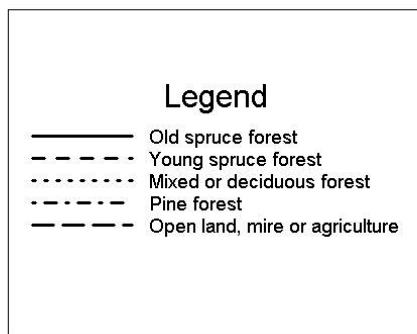 Legend
Old spruce forest
Young spruce forest
Mixed or deciduous forest
Pine forest
Open land, mire or agriculture